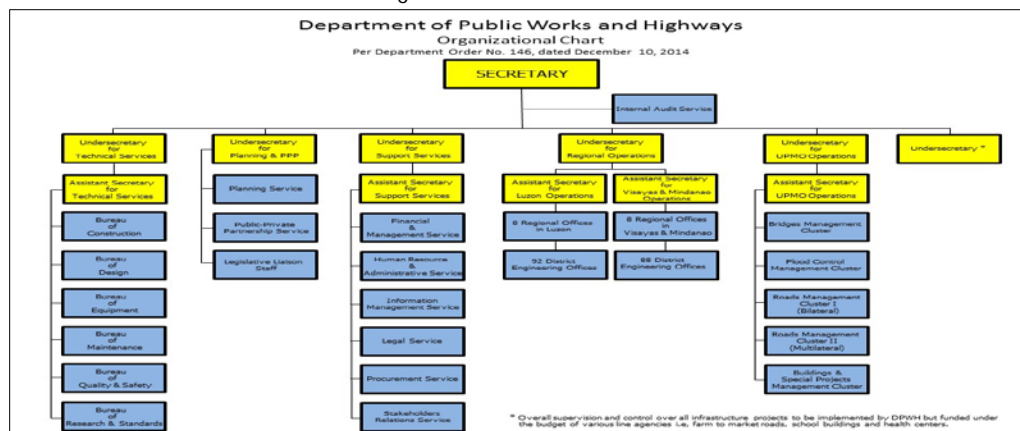 Department of Public Works and Highways
Organizational Chart
Per Department Order No. 146, dated December 10, 2014
SECRETARY
Internal Audit Service
Undersecretary
for
Technical Services
Assistant Secretary
for
Technical Services
Bureau
of
Construction
Bureau
of
Design
Bureau
of
Equipment
Bureau
of
Maintenance
Bureau
of
Quality & Safety
Bureau
of
Research & Standards
Undersecretary
for
Planning & PPP
Planning Service
Public-Private
Partnership Service
Legislative Liaison
Staff
Undersecretary
for
Support Services
Assistant Secretary
for
Support Services
Financial
&
Management Service
Human Resource
&
Administrative Service
Information
Management Service
Legal Service
Procurement Service
Stakeholders
Relations Service
Undersecretary
for
Regional Operations
Assistant Secretary
for
Luzon Operations
8 Regional Offices
in Luzon
92 District
Engineering Offices
Assistant Secretary
for
Visayas & Mindanao
Operations
8 Regional Offices
in
Visayas & Mindanao
88 District
Engineering Offices
Undersecretary
for
UPMO Operations
Assistant Secretary
for
UPMO Operations
Bridges Management
Cluster
Flood Control
Management Cluster
Roads Management
Cluster I
(Bilateral)
Roads Management
Cluster II
(Multilateral)
Buildings &
Special Projects
Management Cluster
Undersecretary *
* Overall supervision and control over all infrastructure projects to be implemented by DPWH but funded under
the budget of various line agencies i.e, farm to market roads, school buildings and health centers.